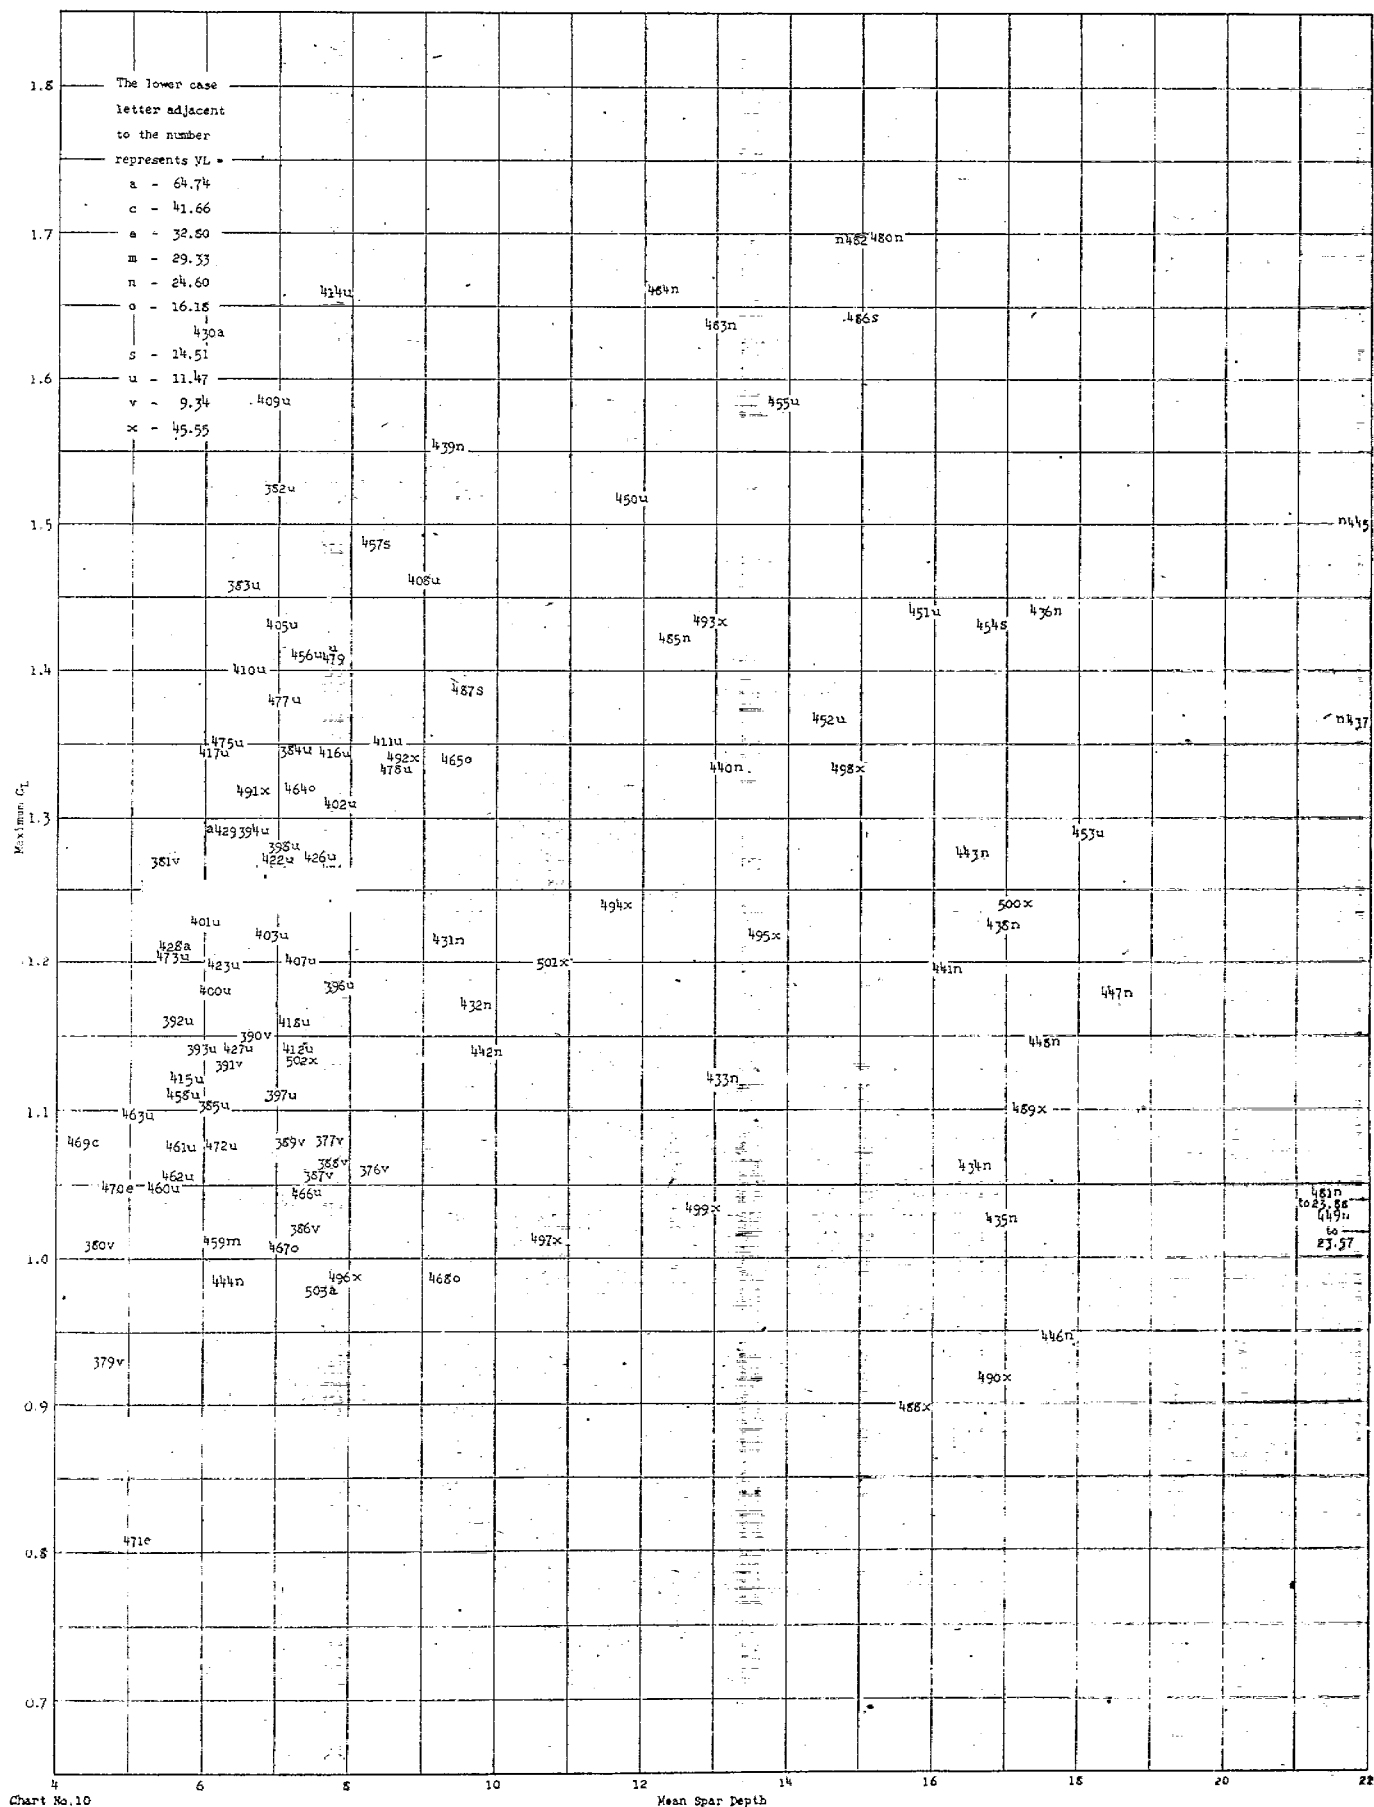 1.8
The lower case
letter adjacent
to the number
represents VL
a - 64.74
c - 41.66
e - 32.80
m - 29.33
n - 24.60
o - 16.18
s - 14.51
u - 11.47
v - 9.34
x - 45.55
1.7
n482 480n
414u
484n
430a
483n
486s
1.6
409u
455u
439n
382u
450u
1.5
n445
457s
408u
383u
451u
436n
405u
493x
454s
485n
456u 479
u
1.4
410u
487s
477u
452u
n437
475u
411u
417u
384u
416u
492x
465o
478u
440n
498x
491x
464o
402u
Maximum CL
1.3
a429 394u
453u
398u
381v
422u
426u
443n
494x
500x
401u
438n
403u
428a
431n
495x
473u
423u
407u
1.2
501x
441n
396u
400u
447n
432n
392u
418u
390v
448n
393u
427u
412u
442n
391v
502x
415u
433n
458u
397u
385u
1.1
463u
489x
469c
461u
472u
389v
377v
388v
376v
434n
462u
387v
470e
460u
466u
481n
to 23.88
499x
449u
435n
386v
to
459m
497x
23.57
380v
467o
1.0
444n
496x
468o
503a
446n
379v
490x
0.9
488x
471e
0.8
0.7
4
6
8
10
12
14
16
18
20
22
Chart No.10
Mean Spar Depth